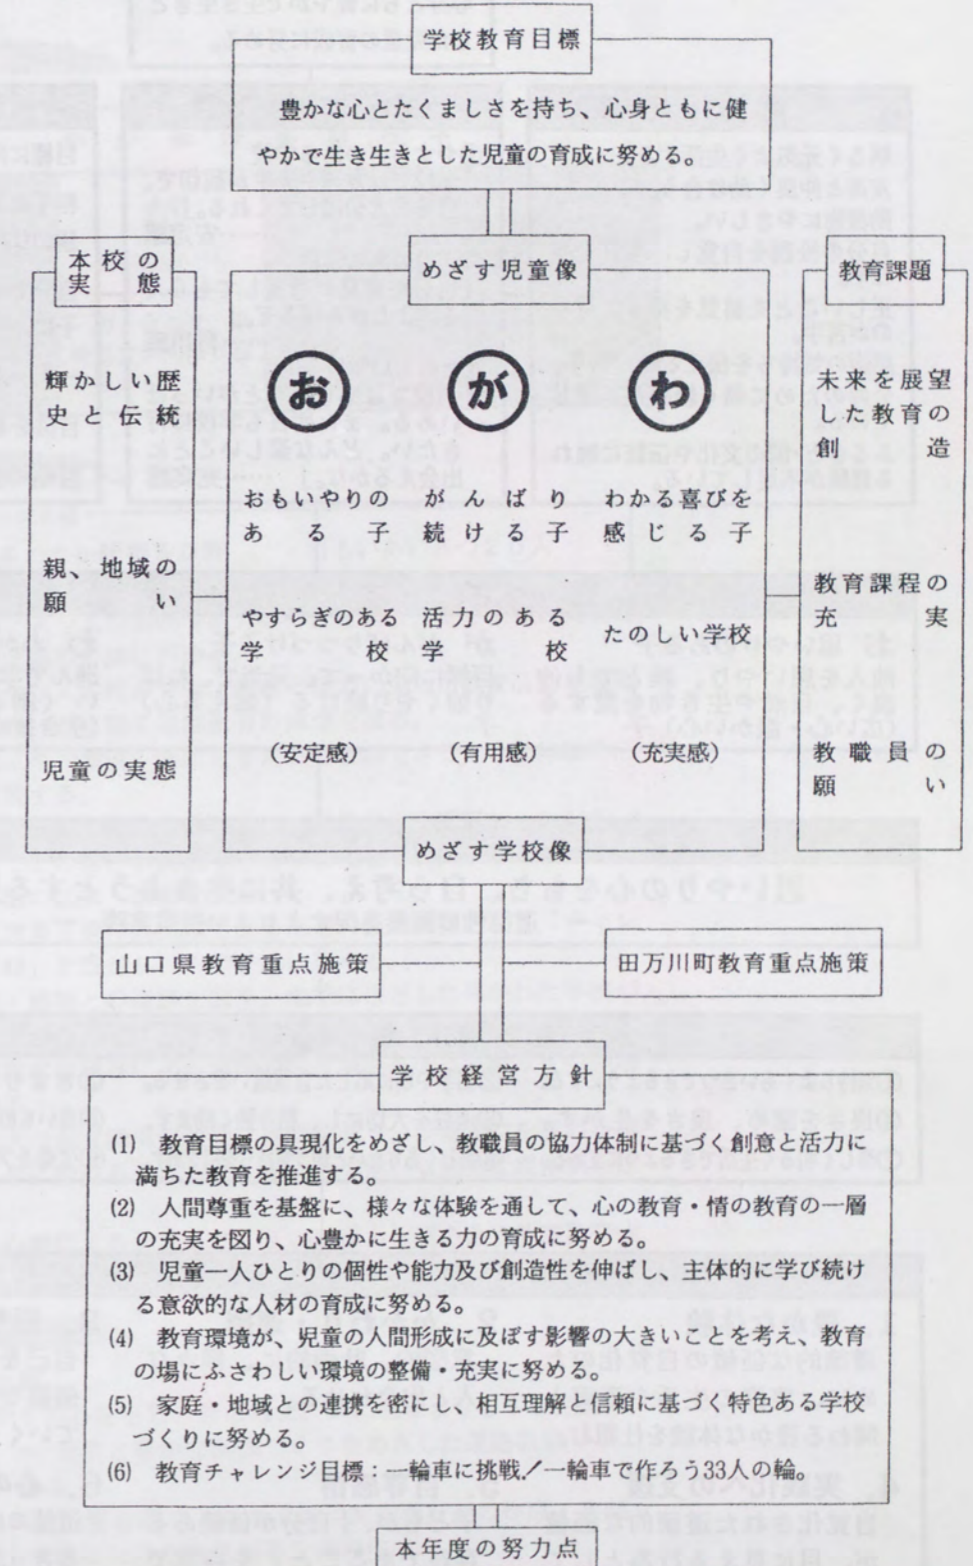 学校教育目標
豊かな心とたくましさを持ち、心身ともに健
やかで生き生きとした児童の育成に努める。
本校の
実態
輝かしい歴
史と伝統
親、地域の
願い
児童の実態
めざす児童像
お
が
わ
おもいやりの
ある子
がんばり
続ける子
わかる喜びを
感じる子
やすらぎのある
学校
活力のある
学校
たのしい学校
(安定感)
(有用感)
(充実感)
めざす学校像
教育課題
未来を展望
した教育の
創造
教育課程の
充実
教職員の
願い
山口県教育重点施策
田万川町教育重点施策
学校経営方針
(1) 教育目標の具現化をめざし、教職員の協力体制に基づく創意と活力に
満ちた教育を推進する。
(2) 人間尊重を基盤に、様々な体験を通して、心の教育・情の教育の一層
の充実を図り、心豊かに生きる力の育成に努める。
(3) 児童一人ひとりの個性や能力及び創造性を伸ばし、主体的に学び続け
る意欲的な人材の育成に努める。
(4) 教育環境が、児童の人間形成に及ぼす影響の大きいことを考え、教育
の場にふさわしい環境の整備・充実に努める。
(5) 家庭・地域との連携を密にし、相互理解と信頼に基づく特色ある学校
づくりに努める。
(6) 教育チャレンジ目標：一輪車に挑戦！一輪車で作ろう33人の輪。
本年度の努力点